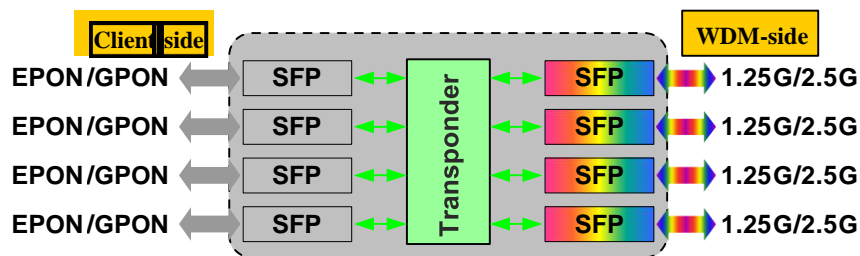 Client side
WDM-side
EPON/GPON SFP SFP 1.25G/2.5G
EPON/GPON SFP SFP 1.25G/2.5G
EPON/GPON SFP SFP 1.25G/2.5G
EPON/GPON SFP SFP 1.25G/2.5G
Transponder